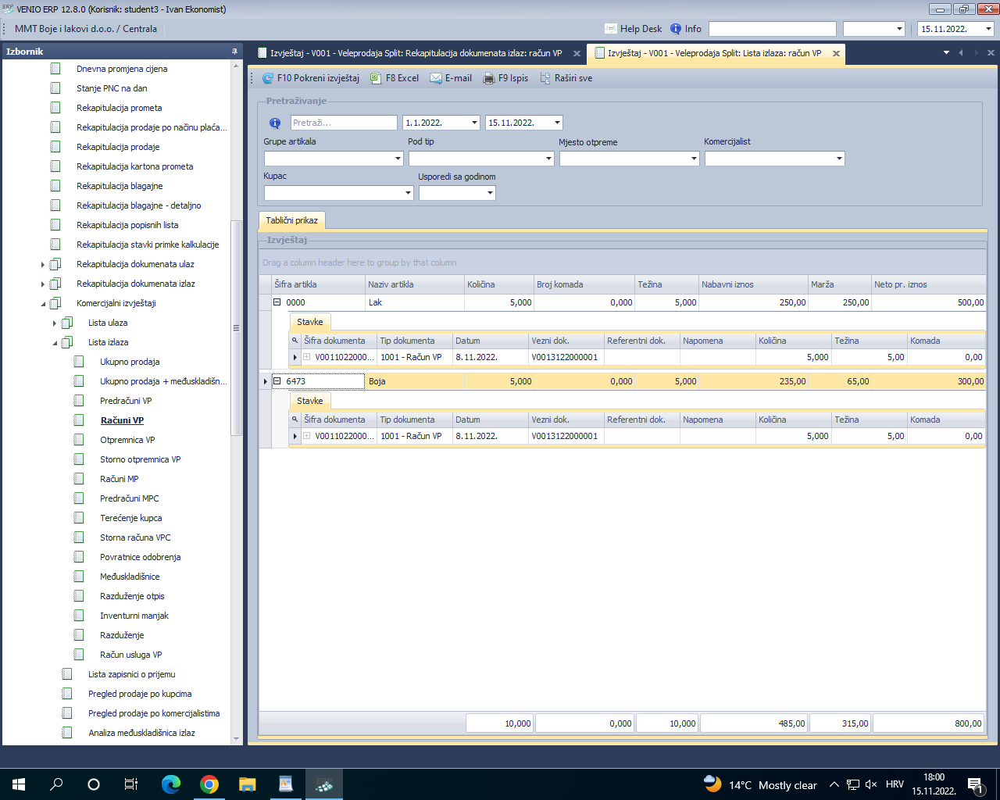 VENIO ERP 12.8.0 (Korisnik: student3 - Ivan Ekonomist)
MMT Boje i lakovi d.o.o. / Centrala
Help Desk Info 15.11.2022.
Izbornik
Dnevna promjena cijena
Stanje PNC na dan
Rekapitulacija prometa
Rekapitulacija prodaje po načinu plaća...
Rekapitulacija prodaje
Rekapitulacija kartona prometa
Rekapitulacija blagajne
Rekapitulacija blagajne - detaljno
Rekapitulacija popisnih lista
Rekapitulacija stavki primke kalkulacije
Rekapitulacija dokumenata ulaz
Rekapitulacija dokumenata izlaz
Komercijalni izvještaji
Lista ulaza
Lista izlaza
Ukupno prodaja
Ukupno prodaja + međuskladišn...
Predračuni VP
Računi VP
Otpremnica VP
Storno otpremnica VP
Računi MP
Predračuni MPC
Terećenje kupca
Storna računa VPC
Povratnice odobrenja
Međuskladišnice
Razduženje otpis
Inventurni manjak
Razduženje
Račun usluga VP
Lista zapisnici o prijemu
Pregled prodaje po kupcima
Pregled prodaje po komercijalistima
Analiza međuskladišnica izlaz
Izvještaj - V001 - Veleprodaja Split: Rekapitulacija dokumenata izlaz: račun VP
Izvještaj - V001 - Veleprodaja Split: Lista izlaza: račun VP
F10 Pokreni izvještaj F8 Excel E-mail F9 Ispis Raširi sve
Pretraživanje
Pretraži... 1.1.2022. 15.11.2022.
Grupe artikala Pod tip Mjesto otpreme Komercijalist
Kupac Usporedi sa godinom
Tablični prikaz
Izvještaj
Drag a column header here to group by that column
Šifra artikla Naziv artikla Količina Broj komada Težina Nabavni iznos Marža Neto pr. iznos
0000 Lak 5,000 0,000 5,000 250,00 250,00 500,00
Stavke
Šifra dokumenta Tip dokumenta Datum Vezni dok. Referentni dok. Napomena Količina Težina Komada
V0011022000... 1001 - Račun VP 8.11.2022. V0013122000001 5,000 5,00 0,00
6473 Boja 5,000 0,000 5,000 235,00 65,00 300,00
Stavke
Šifra dokumenta Tip dokumenta Datum Vezni dok. Referentni dok. Napomena Količina Težina Komada
V0011022000... 1001 - Račun VP 8.11.2022. V0013122000001 5,000 5,00 0,00
10,000 0,000 10,000 485,00 315,00 800,00
14°C Mostly clear HRV 18:00
15.11.2022. 1